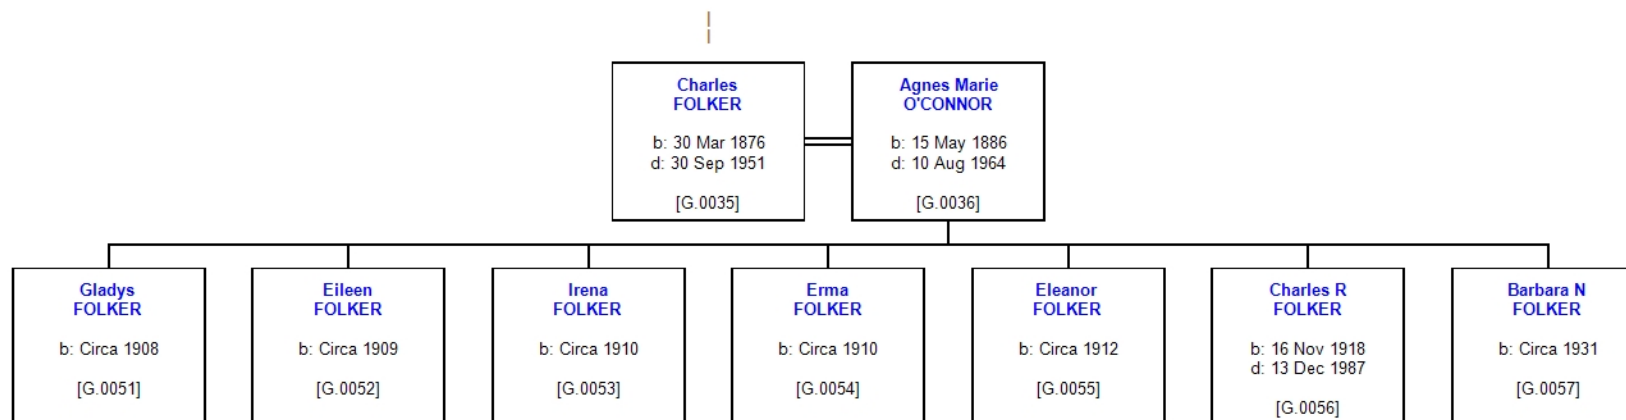 Charles
FOLKER
b: 30 Mar 1876
d: 30 Sep 1951
[G.0035]
Agnes Marie
O'CONNOR
b: 15 May 1886
d: 10 Aug 1964
[G.0036]
Gladys
FOLKER
b: Circa 1908
[G.0051]
Eileen
FOLKER
b: Circa 1909
[G.0052]
Irena
FOLKER
b: Circa 1910
[G.0053]
Erma
FOLKER
b: Circa 1910
[G.0054]
Eleanor
FOLKER
b: Circa 1912
[G.0055]
Charles R
FOLKER
b: 16 Nov 1918
d: 13 Dec 1987
[G.0056]
Barbara N
FOLKER
b: Circa 1931
[G.0057]